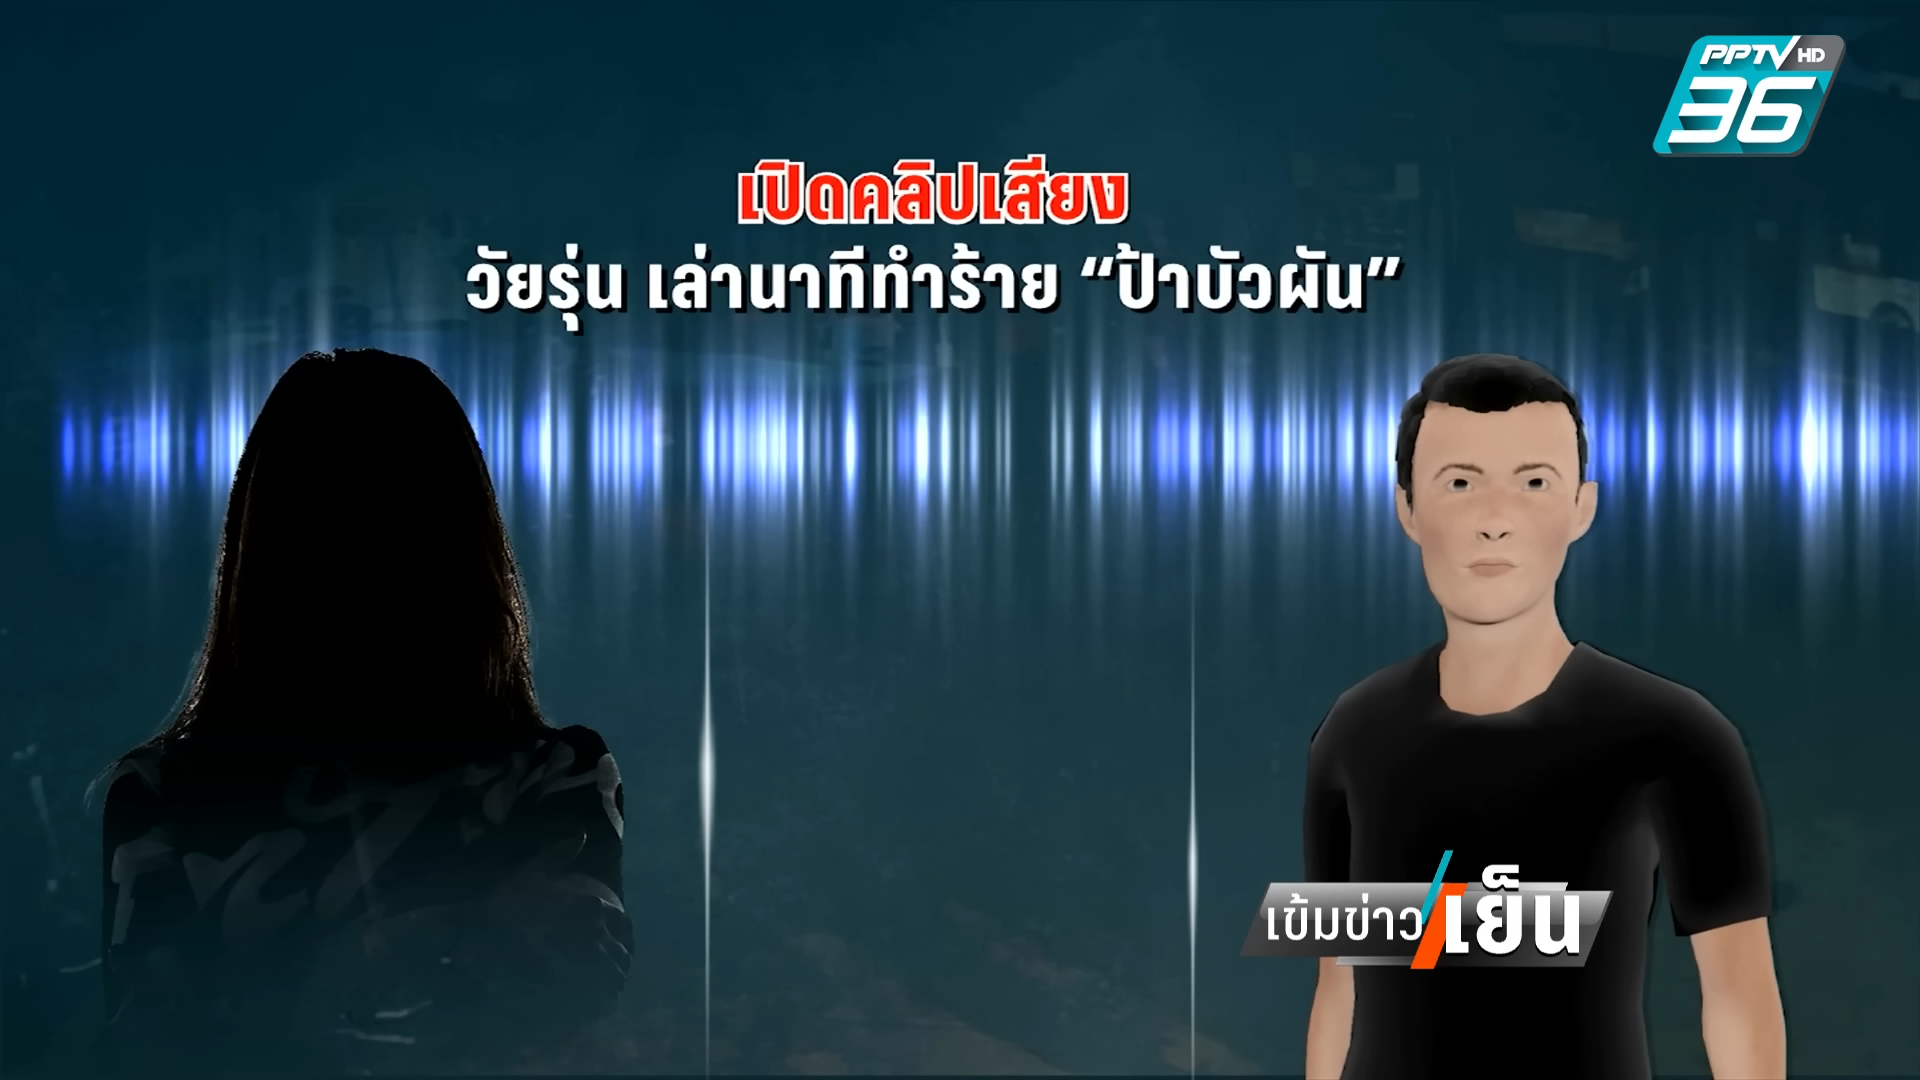 PPTV HD
36
เปิดคลิปเสียง
วัยรุ่น เล่านาทีทำร้าย “ป้าบัวผัน”
เข้มข่าวเย็น